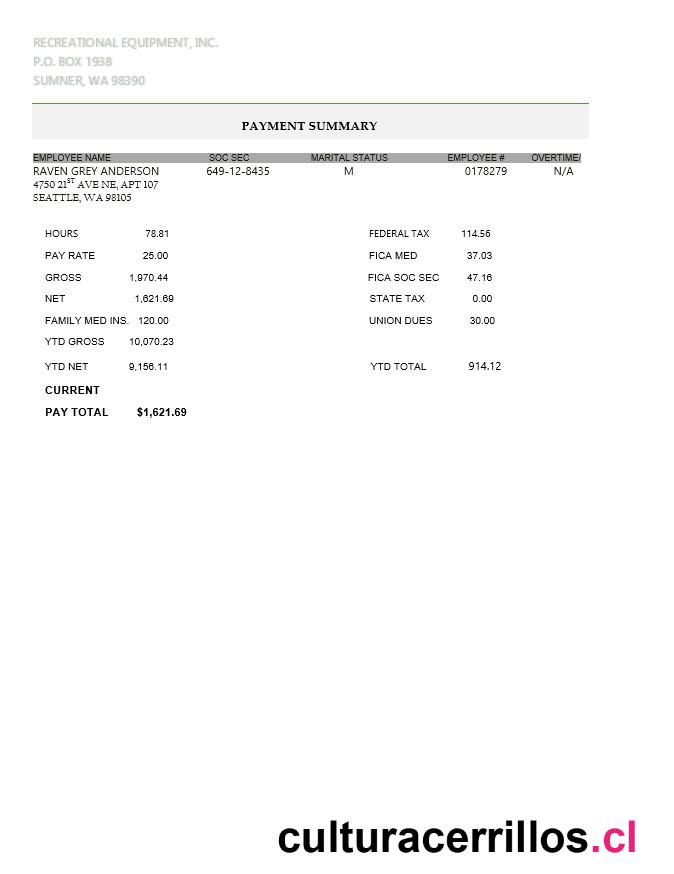 RECREATIONAL EQUIPMENT, INC.
P.O. BOX 1938
SUMNER, WA 98390
PAYMENT SUMMARY
EMPLOYEE NAME SOC SEC MARITAL STATUS EMPLOYEE # OVERTIME/
RAVEN GREY ANDERSON 649-12-8435 M 0178279 N/A
4750 21ST AVE NE, APT 107
SEATTLE, WA 98105
HOURS 78.81 FEDERAL TAX 114.56
PAY RATE 25.00 FICA MED 37.03
GROSS 1,970.44 FICA SOC SEC 47.16
NET 1,621.69 STATE TAX 0.00
FAMILY MED INS. 120.00 UNION DUES 30.00
YTD GROSS 10,070.23
YTD NET 9,156.11 YTD TOTAL 914.12
CURRENT
PAY TOTAL $1,621.69
culturacerrillos.cl